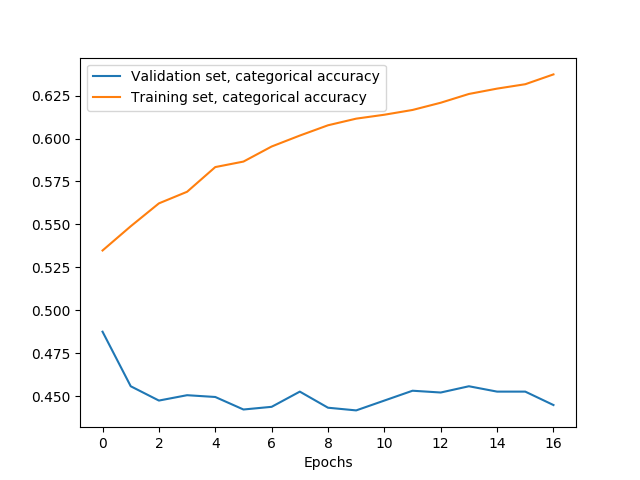 Validation set, categorical accuracy
Training set, categorical accuracy
0.625
0.600
0.575
0.550
0.525
0.500
0.475
0.450
0 2 4 6 8 10 12 14 16
Epochs